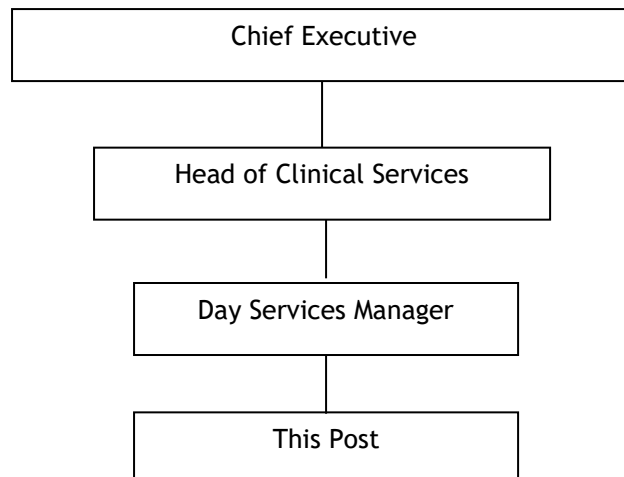 Chief Executive
Head of Clinical Services
Day Services Manager
This Post